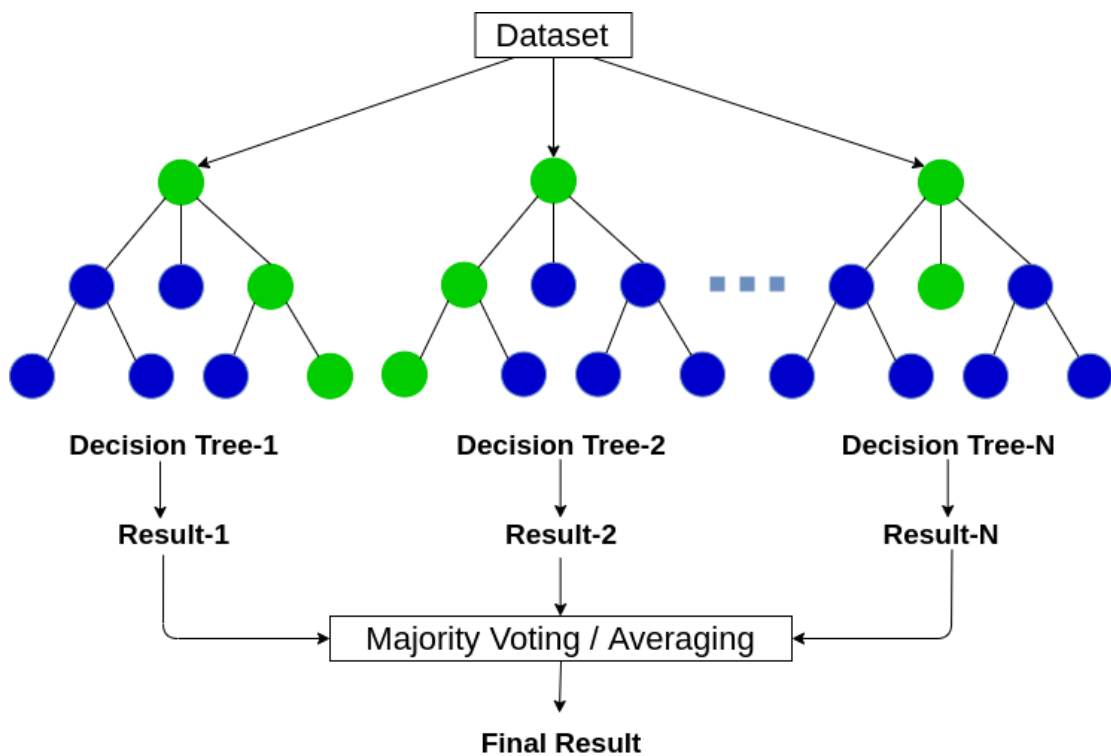 Dataset
Decision Tree-1
Decision Tree-2
Decision Tree-N
Result-1
Result-2
Result-N
Majority Voting / Averaging
Final Result